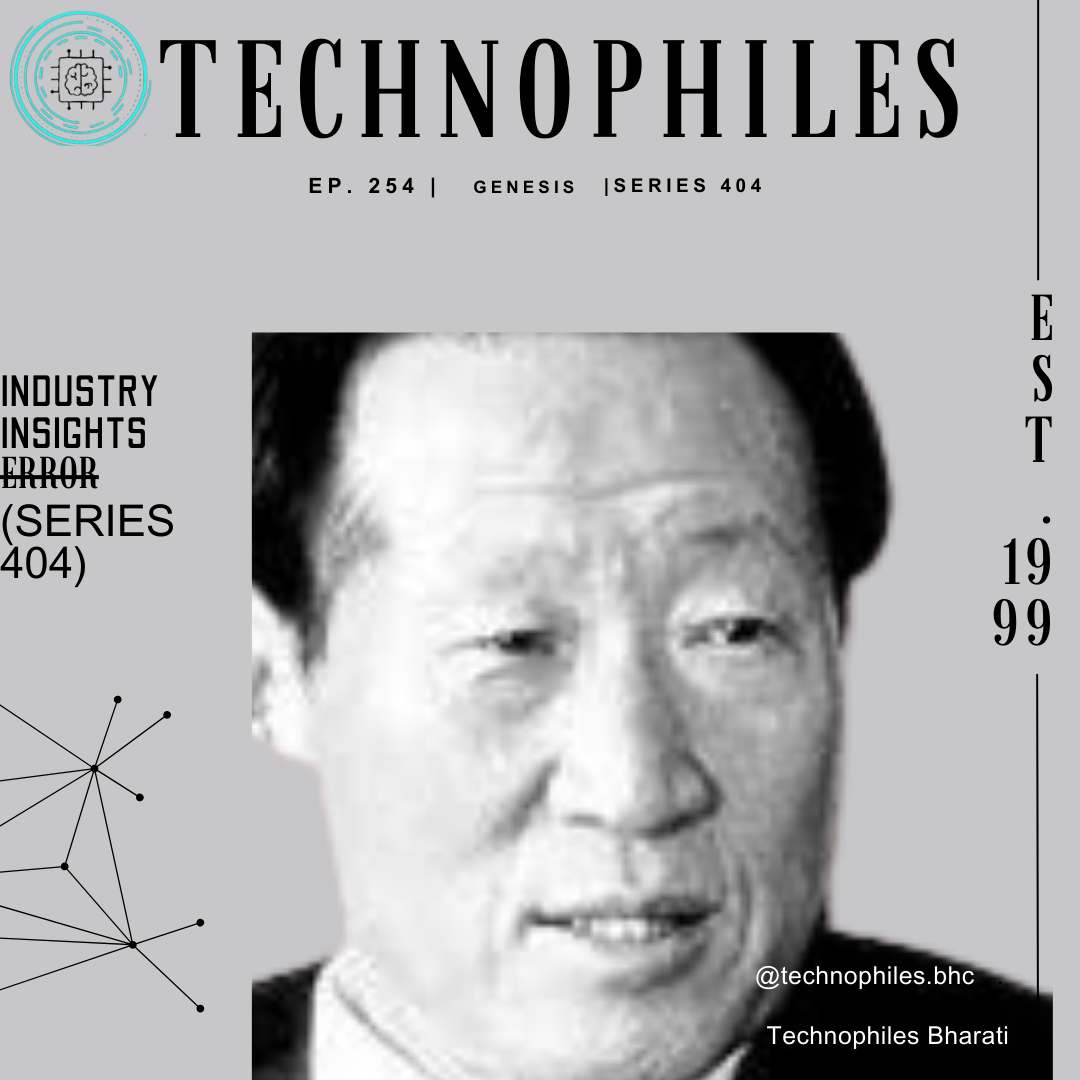 TECHNOPHILES
EP. 254 | GENESIS |SERIES 404
INDUSTRY
INSIGHTS
ERROR
(SERIES
404)
E
S
T
.
19
99
@technophiles.bhc
Technophiles Bharati